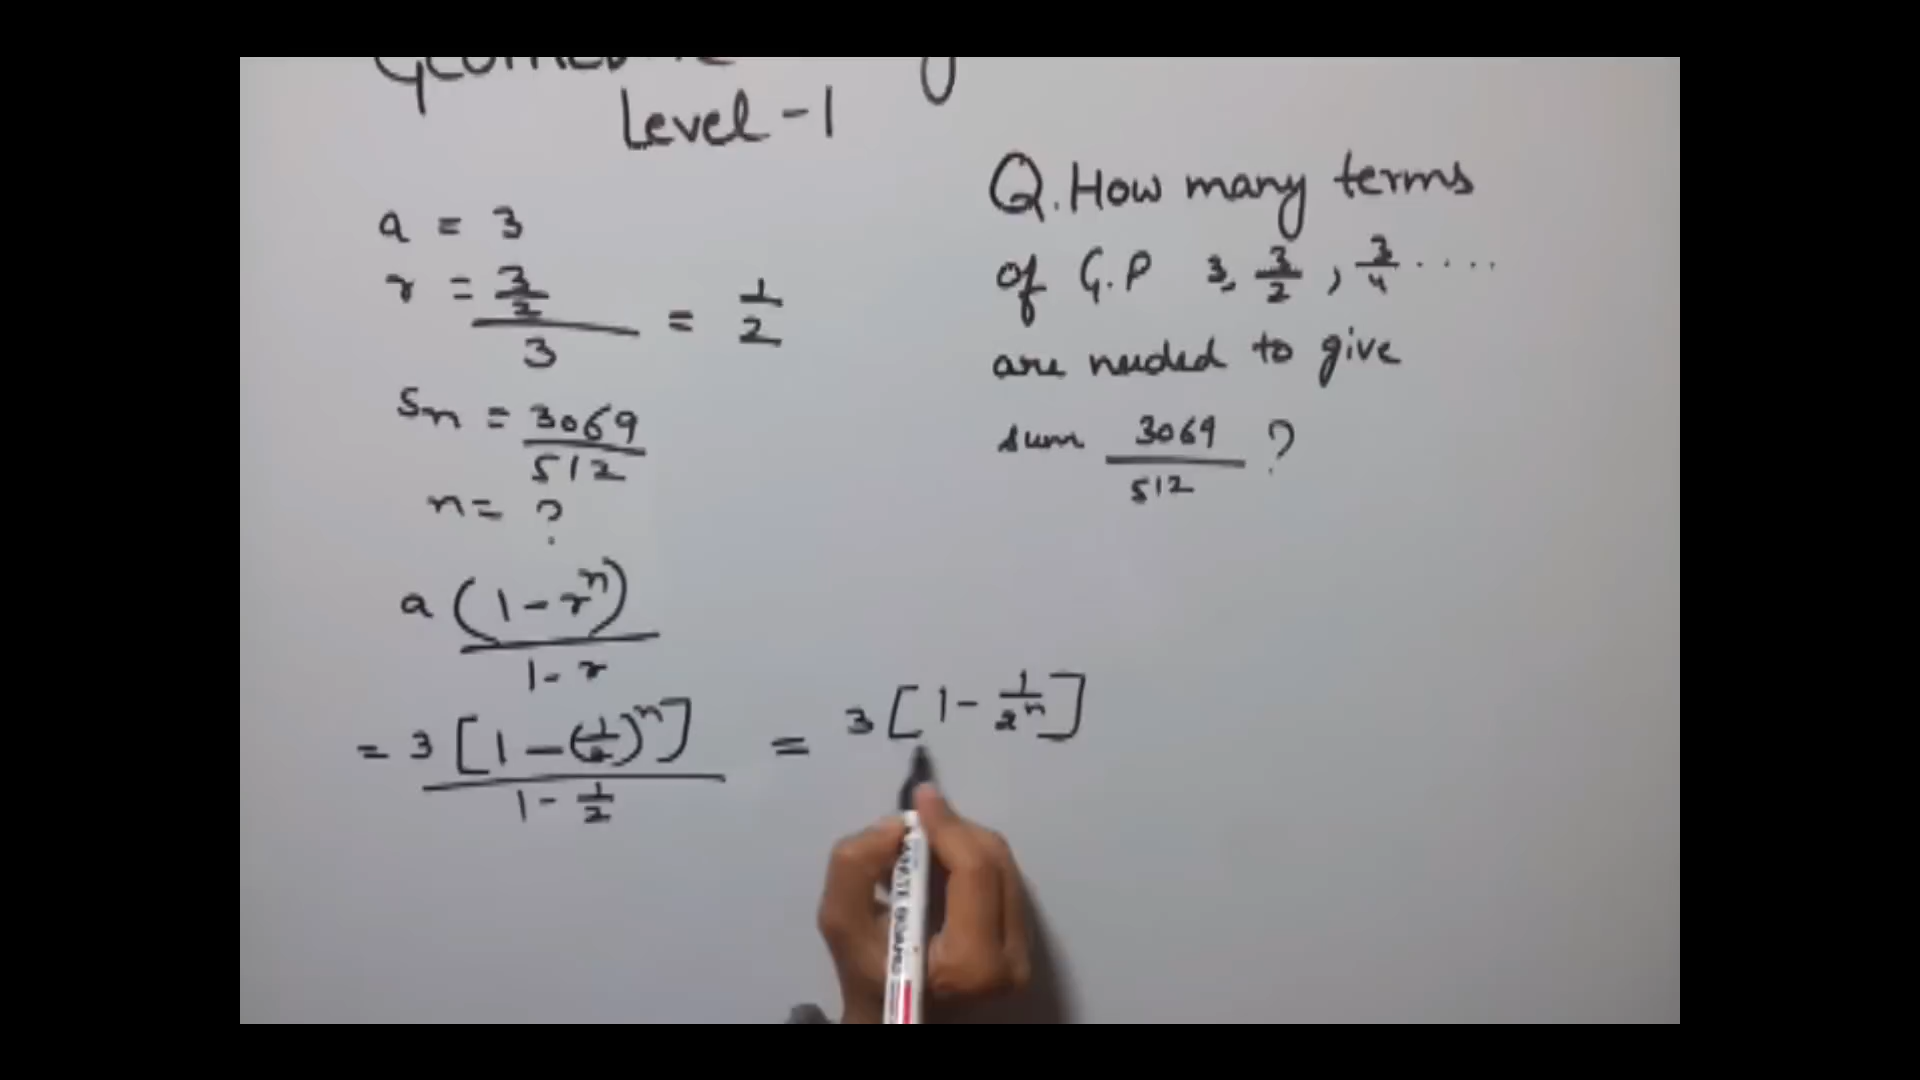 Level-1
a = 3
r = 3/2 / 3 = 1/2
Sn = 3069/512
n = ?
a (1 - r^n) / 1 - r
= 3 [1 - (1/2)^n] / 1 - 1/2 = 3 [1 - 1/2^n]
Q. How many terms
of G.P 3, 3/2, 3/4 ....
are needed to give
sum 3069/512 ?